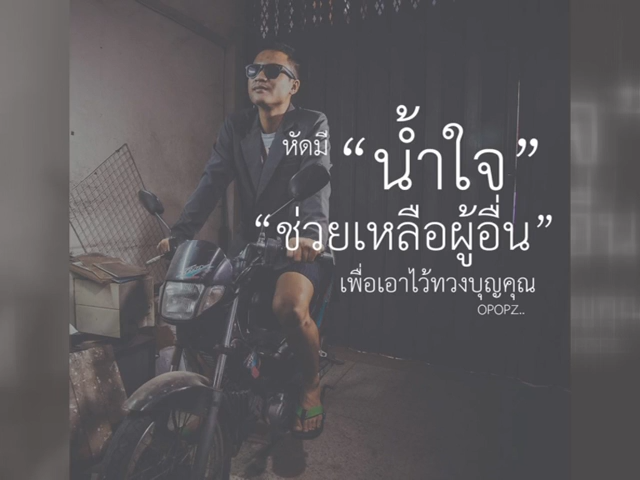 หัดมี “น้ำใจ”
“ช่วยเหลือผู้อื่น”
เพื่อเอาไว้ทวงบุญคุณ
OPOPZ..